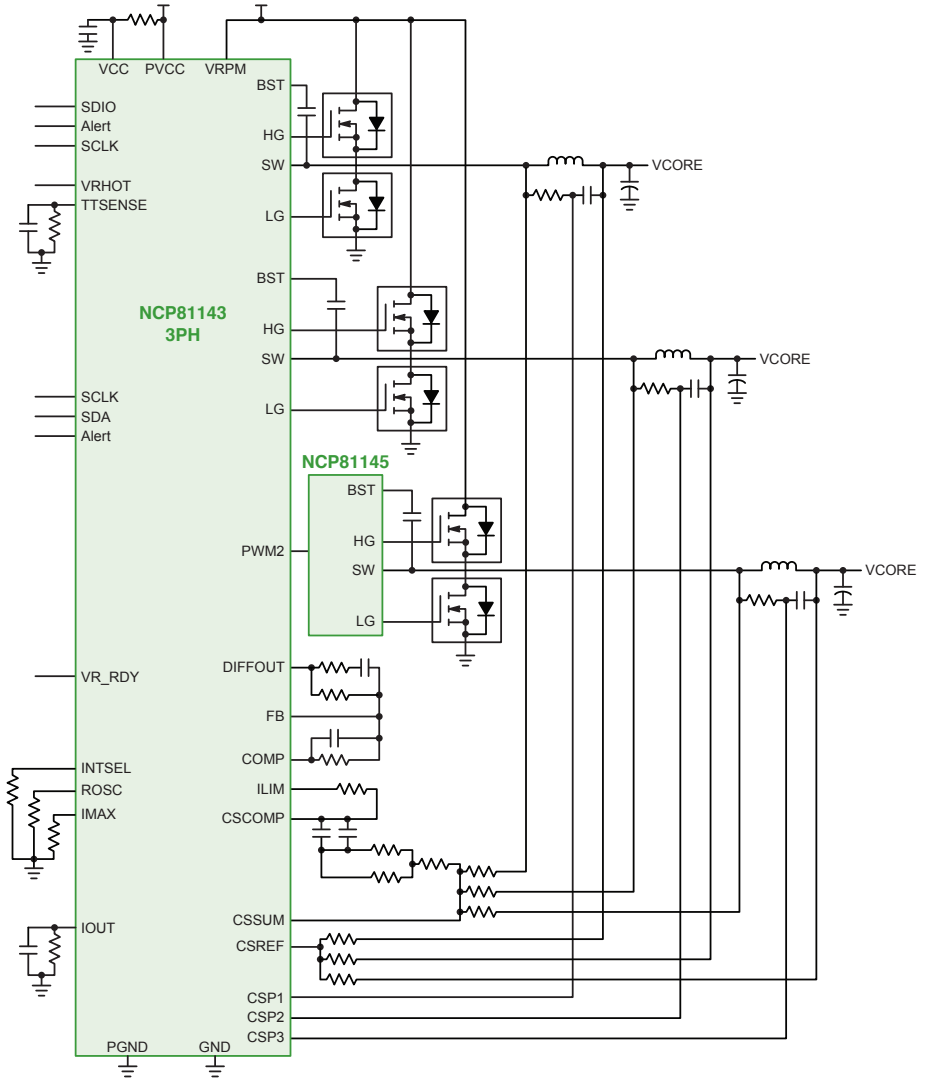 VCC
PVCC
VRPM
BST
SDIO
Alert
SCLK
HG
SW
VCORE
VRHOT
TTSENSE
LG
BST
NCP81143
3PH
HG
SW
VCORE
SCLK
SDA
Alert
LG
NCP81145
BST
HG
PWM2
SW
VCORE
LG
DIFFOUT
VR_RDY
FB
COMP
INTSEL
ROSC
IMAX
ILIM
CSCOMP
CSSUM
IOUT
CSREF
CSP1
CSP2
CSP3
PGND
GND